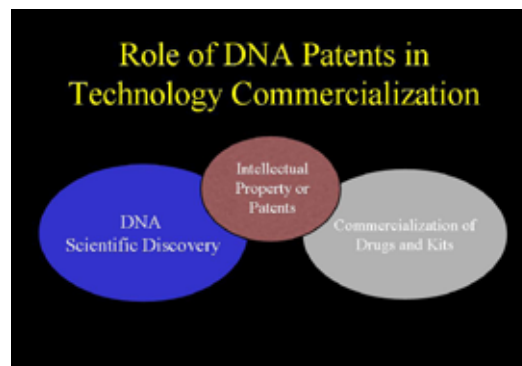 Role of DNA Patents in
Technology Commercialization
Intellectual
Property or
Patents
DNA
Scientific Discovery
Commercialization of
Drugs and Kits